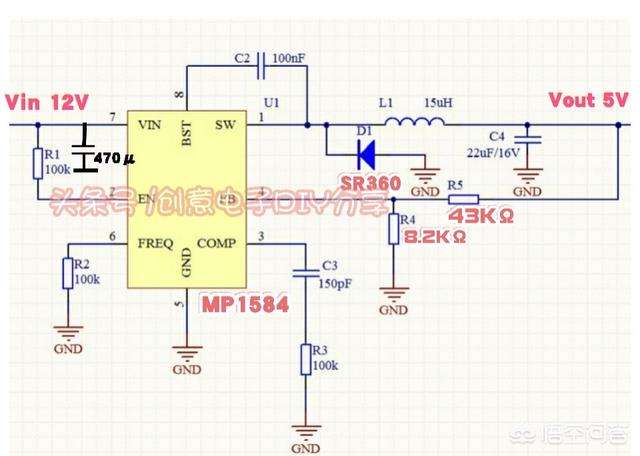 C2
100nF
Vin 12V
8
U1
L1
15uH
Vout 5V
7
VIN
BST
SW
1
D1
C4
22uF/16V
R1
100k
470μ
GND
GND
SR360
2
EN
FB
4
R5
43KΩ
头条号/创意电子DIY分享
R4
8.2KΩ
6
FREQ
COMP
3
GND
R2
100k
C3
150pF
GND
MP1584
5
GND
GND
R3
100k
GND
悟空问答